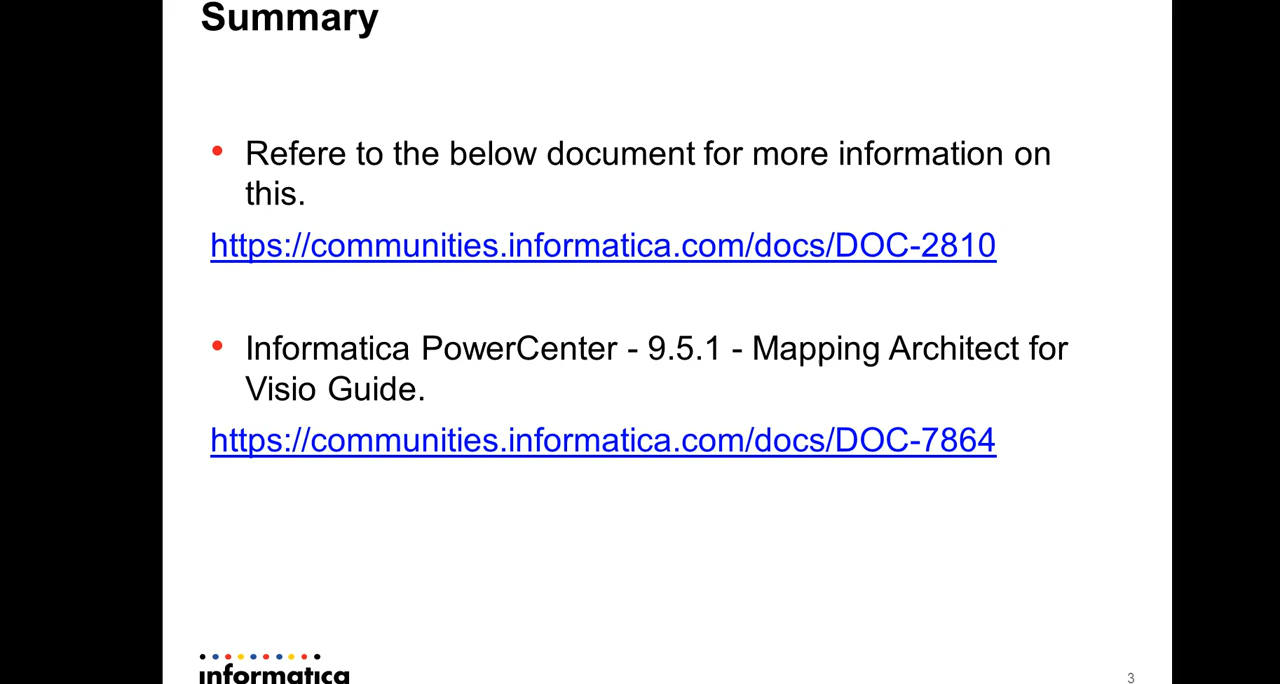 Summary
• Refere to the below document for more information on
this.
https://communities.informatica.com/docs/DOC-2810
• Informatica PowerCenter - 9.5.1 - Mapping Architect for
Visio Guide.
https://communities.informatica.com/docs/DOC-7864
informatica
3